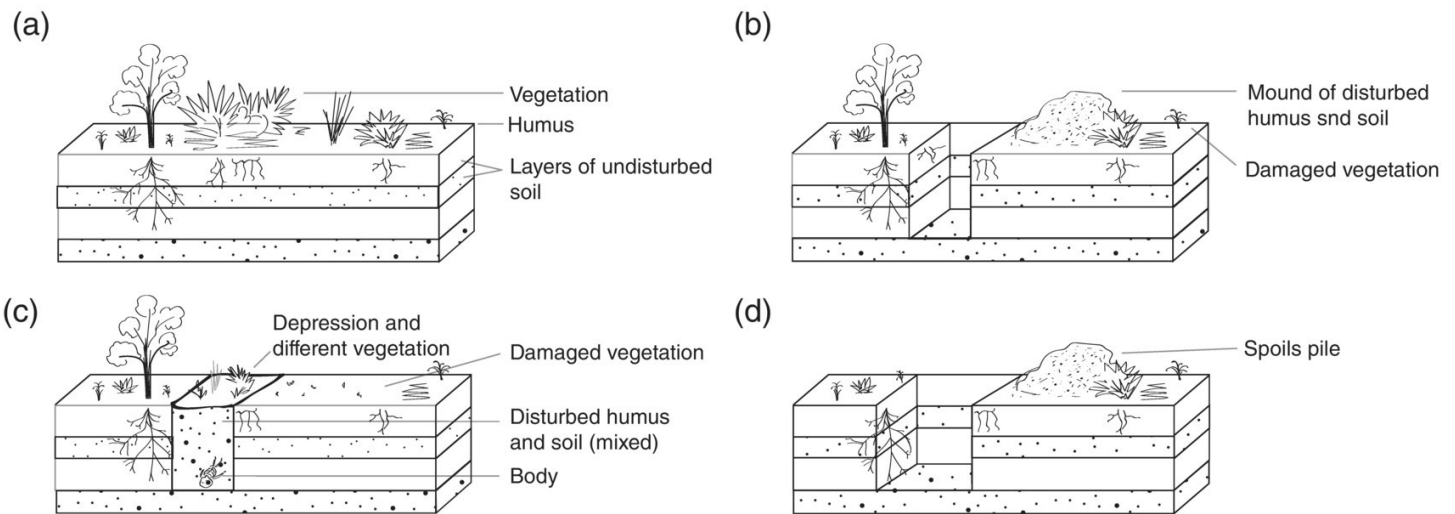 (a)
Vegetation
Humus
Layers of undisturbed
soil
(b)
Mound of disturbed
humus snd soil
Damaged vegetation
(c)
Depression and
different vegetation
Damaged vegetation
Disturbed humus
and soil (mixed)
Body
(d)
Spoils pile